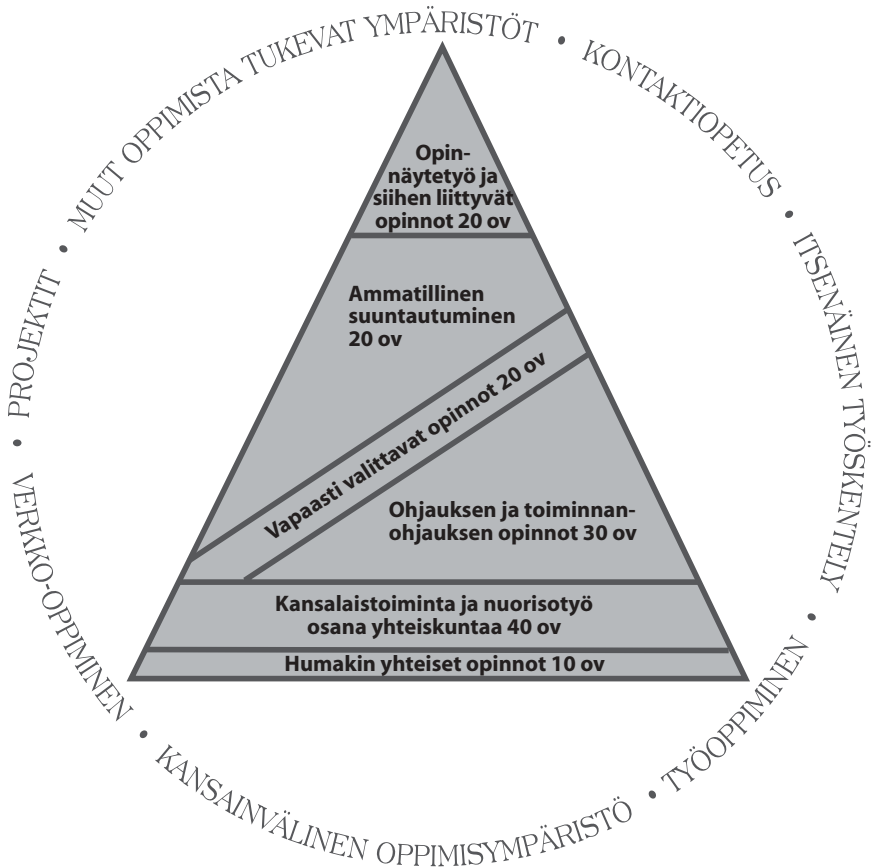 MUUT OPPIMISTA TUKEVAT YMPÄRISTÖT • KONTAKTIOPETUS • ITSENÄINEN TYÖSKENTELY • TYÖOPPIMINEN • KANSAINVÄLINEN OPPIMISYMPÄRISTÖ • VERKKO-OPPIMINEN • PROJEKTIT •
Opin-
näytetyö ja
siihen liittyvät
opinnot 20 ov
Ammatillinen
suuntautuminen
20 ov
Vapaasti valittavat opinnot 20 ov
Ohjauksen ja toiminnan-
ohjauksen opinnot 30 ov
Kansalaistoiminta ja nuorisotyö
osana yhteiskuntaa 40 ov
Humakin yhteiset opinnot 10 ov